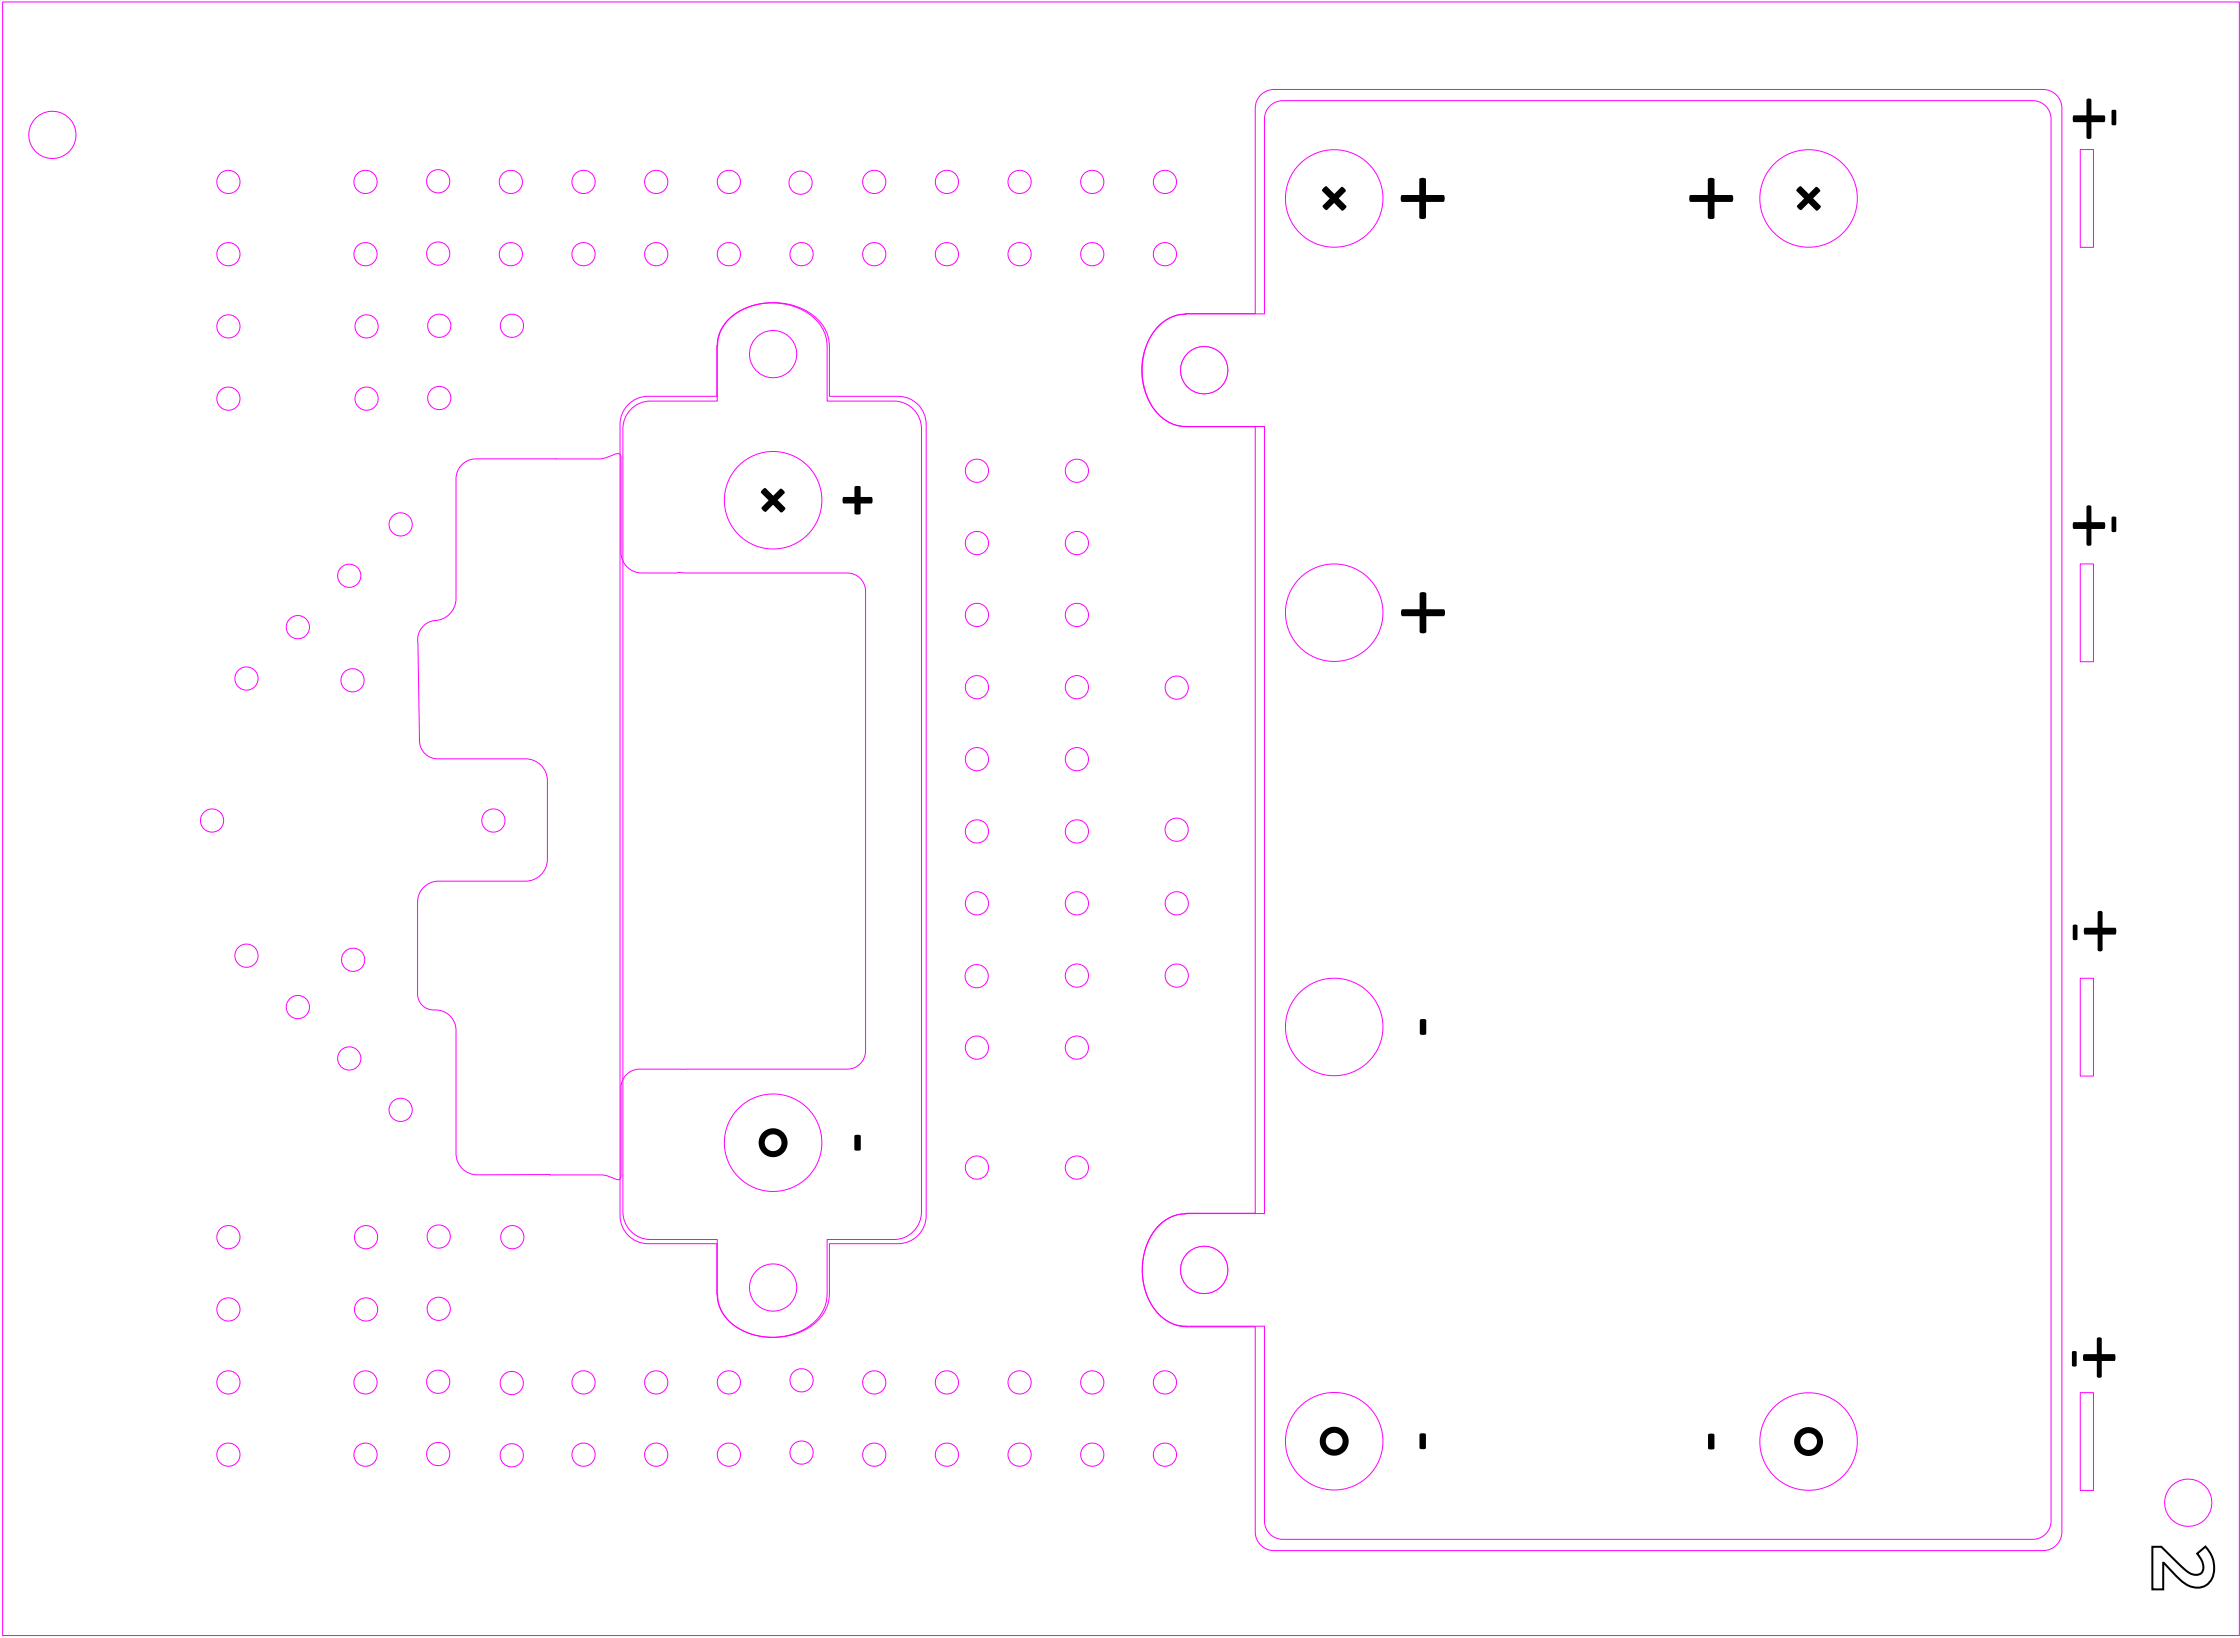 + -
× + + ×
× +
+ -
+
- +
-
o -
- +
o - - o
2